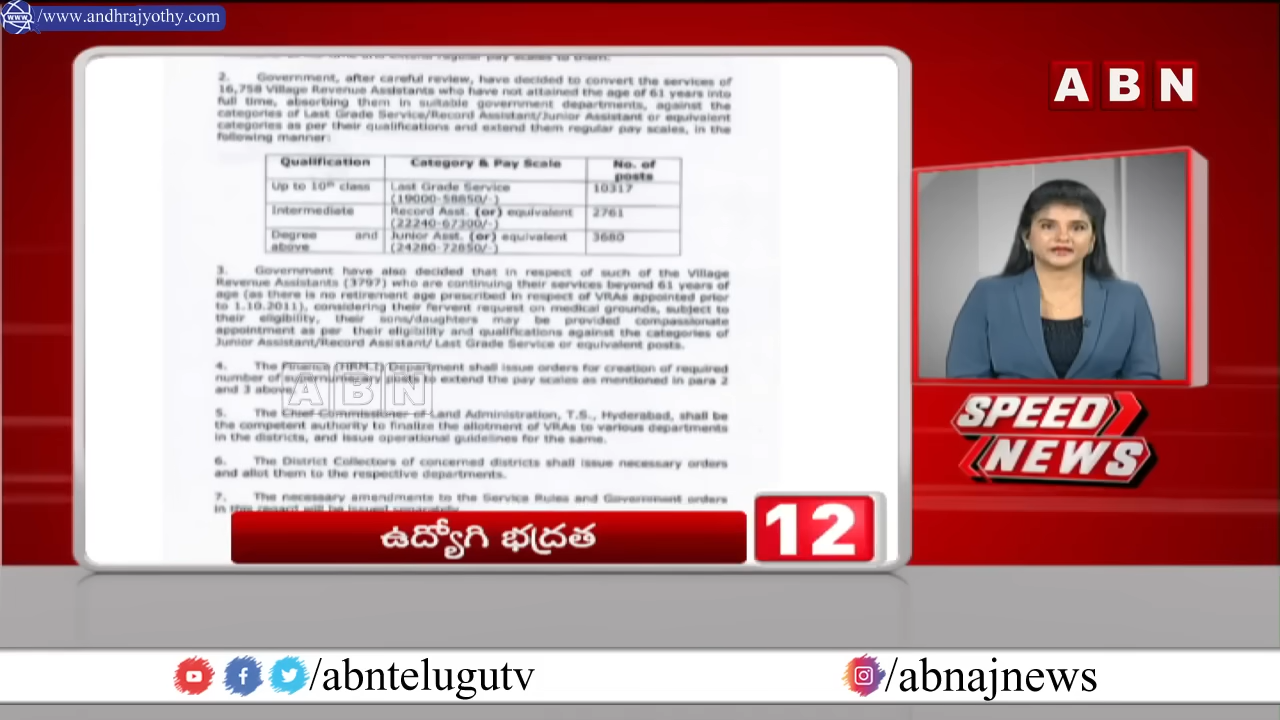 /www.andhrajyothy.com
ABN
2. Government, after careful review, have decided to convert the services of
16,758 Village Revenue Assistants who have not attained the age of 61 years into
full time, absorbing them in suitable government departments, against the
categories of Last Grade Service/Record Assistant/Junior Assistant or equivalent
categories as per their qualifications and extend them regular pay scales, in the
following manner:
Qualification Category & Pay Scale No. of posts
Up to 10th class Last Grade Service (19000-58850/-) 10317
Intermediate Record Asst. (or) equivalent (22240-67300/-) 2761
Degree and above Junior Asst. (or) equivalent (24280-72850/-) 3680
3. Government have also decided that in respect of such of the Village
Revenue Assistants (3797) who are continuing their services beyond 61 years of
age (as there is no retirement age prescribed in respect of VRAs appointed prior
to 1.10.2011), considering their fervent request on medical grounds, subject to
their eligibility, their sons/daughters may be provided compassionate
appointment as per their eligibility and qualifications against the categories of
Junior Assistant/Record Assistant/ Last Grade Service or equivalent posts.
4. The Finance (HRM.I) Department shall issue orders for creation of required
number of supernumerary posts to extend the pay scales as mentioned in para 2
and 3 above.
ABN
5. The Chief Commissioner of Land Administration, T.S., Hyderabad, shall be
the competent authority to finalize the allotment of VRAs to various departments
in the districts, and issue operational guidelines for the same.
6. The District Collectors of concerned districts shall issue necessary orders
and allot them to the respective departments.
7. The necessary amendments to the Service Rules and Government orders
in this regard will be issued separately.
SPEED
NEWS
ఉద్యోగి భద్రత
12
/abntelugutv
/abnajnews